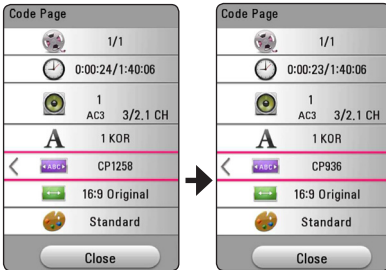 Code Page
1/1
0:00:24/1:40:06
1
AC3 3/2.1 CH
A 1 KOR
ABC CP1258
16:9 Original
Standard
Close
Code Page
1/1
0:00:23/1:40:06
1
AC3 3/2.1 CH
A 1 KOR
ABC CP936
16:9 Original
Standard
Close